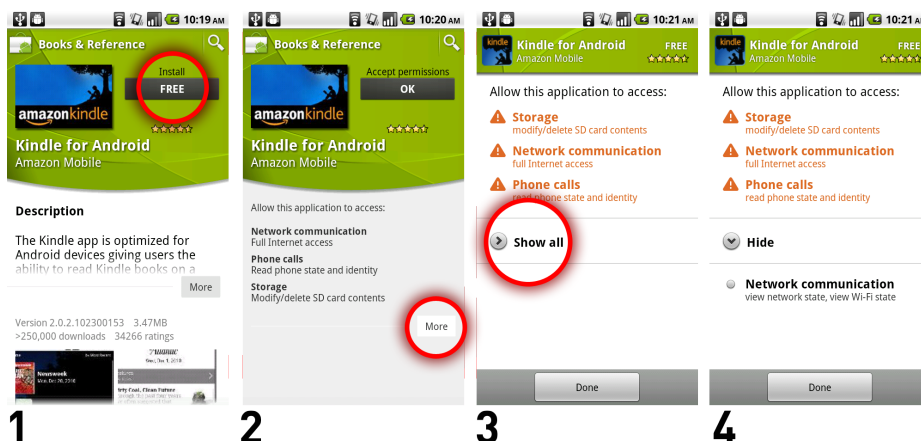 10:19 AM
Books & Reference
Install
FREE
amazonkindle
Kindle for Android
Amazon Mobile
Description
The Kindle app is optimized for
Android devices giving users the
ability to read Kindle books on a
More
Version 2.0.2.102300153 3.47MB
>250,000 downloads 34266 ratings
Newsweek
1
10:20 AM
Books & Reference
Accept permissions
OK
amazonkindle
Kindle for Android
Amazon Mobile
Allow this application to access:
Network communication
Full Internet access
Phone calls
Read phone state and identity
Storage
Modify/delete SD card contents
More
2
10:21 AM
kindle
Kindle for Android FREE
Amazon Mobile
Allow this application to access:
Storage
modify/delete SD card contents
Network communication
full Internet access
Phone calls
read phone state and identity
Show all
Done
3
10:21 A
kindle
Kindle for Android FREE
Amazon Mobile
Allow this application to access:
Storage
modify/delete SD card contents
Network communication
full Internet access
Phone calls
read phone state and identity
Hide
Network communication
view network state, view Wi-Fi state
Done
4